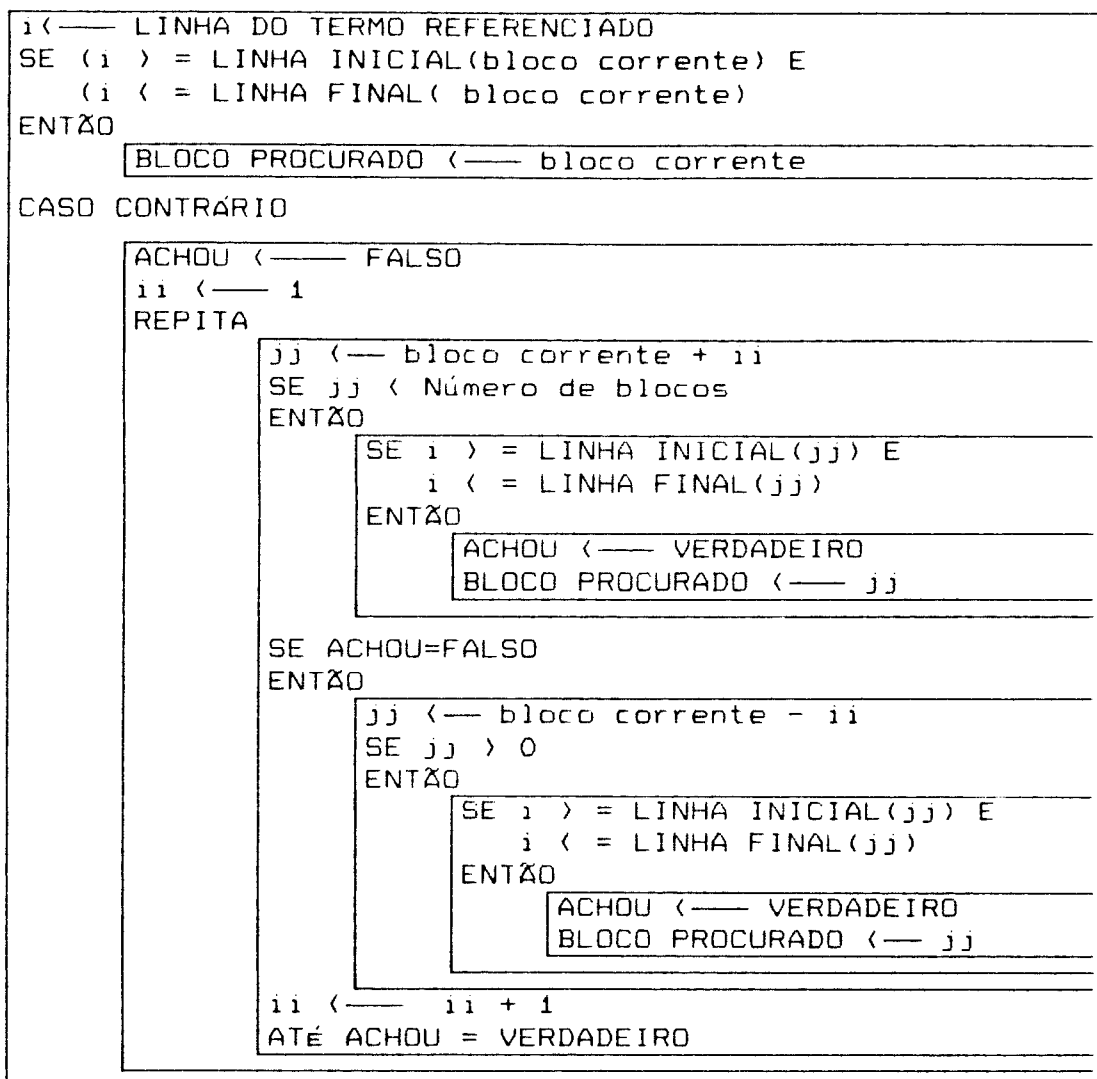 i <—— LINHA DO TERMO REFERENCIADO
SE (i > = LINHA INICIAL(bloco corrente) E
(i < = LINHA FINAL( bloco corrente)
ENTÃO
BLOCO PROCURADO <—— bloco corrente
CASO CONTRÁRIO
ACHOU <—— FALSO
ii <—— 1
REPITA
jj <—— bloco corrente + ii
SE jj < Número de blocos
ENTÃO
SE i > = LINHA INICIAL(jj) E
i < = LINHA FINAL(jj)
ENTÃO
ACHOU <—— VERDADEIRO
BLOCO PROCURADO <—— jj
SE ACHOU=FALSO
ENTÃO
jj <—— bloco corrente - ii
SE jj > 0
ENTÃO
SE i > = LINHA INICIAL(jj) E
i < = LINHA FINAL(jj)
ENTÃO
ACHOU <—— VERDADEIRO
BLOCO PROCURADO <—— jj
ii <—— ii + 1
ATÉ ACHOU = VERDADEIRO